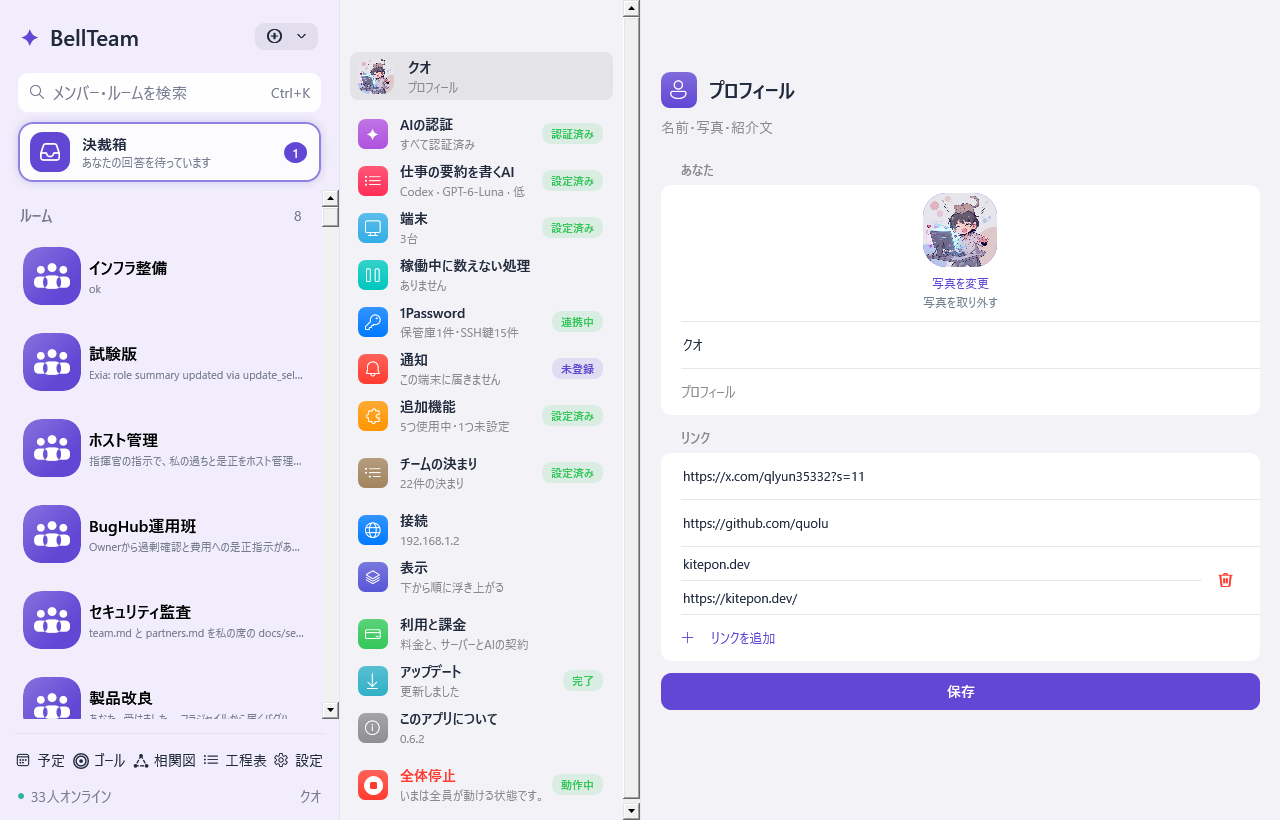 BellTeam
メンバー・ルームを検索 Ctrl+K
決裁箱
あなたの回答を待っています
1
ルーム 8
インフラ整備
ok
試験版
Exia: role summary updated via update_sel...
ホスト管理
指揮官の指示で、私の過ちと是正をホスト管理...
BugHub運用班
Ownerから過剰確認と費用への是正指示があ...
セキュリティ監査
team.md と partners.md を私の席の docs/se...
製品改良
予定 ゴール 相関図 工程表 設定
33人オンライン クオ
クオ
プロフィール
AIの認証
すべて認証済み
認証済み
仕事の要約を書くAI
Codex · GPT-6-Luna · 低
設定済み
端末
3台
設定済み
稼働中に数えない処理
ありません
1Password
保管庫1件・SSH鍵15件
連携中
通知
この端末に届きません
未登録
追加機能
5つ使用中・1つ未設定
設定済み
チームの決まり
22件の決まり
設定済み
接続
192.168.1.2
表示
下から順に浮き上がる
利用と課金
料金と、サーバーとAIの契約
アップデート
更新しました
完了
このアプリについて
0.6.2
全体停止
いまは全員が動ける状態です。
動作中
プロフィール
名前・写真・紹介文
あなた
写真を変更
写真を取り外す
クオ
プロフィール
リンク
https://x.com/qlyun35332?s=11
https://github.com/quolu
kitepon.dev
https://kitepon.dev/
リンクを追加
保存